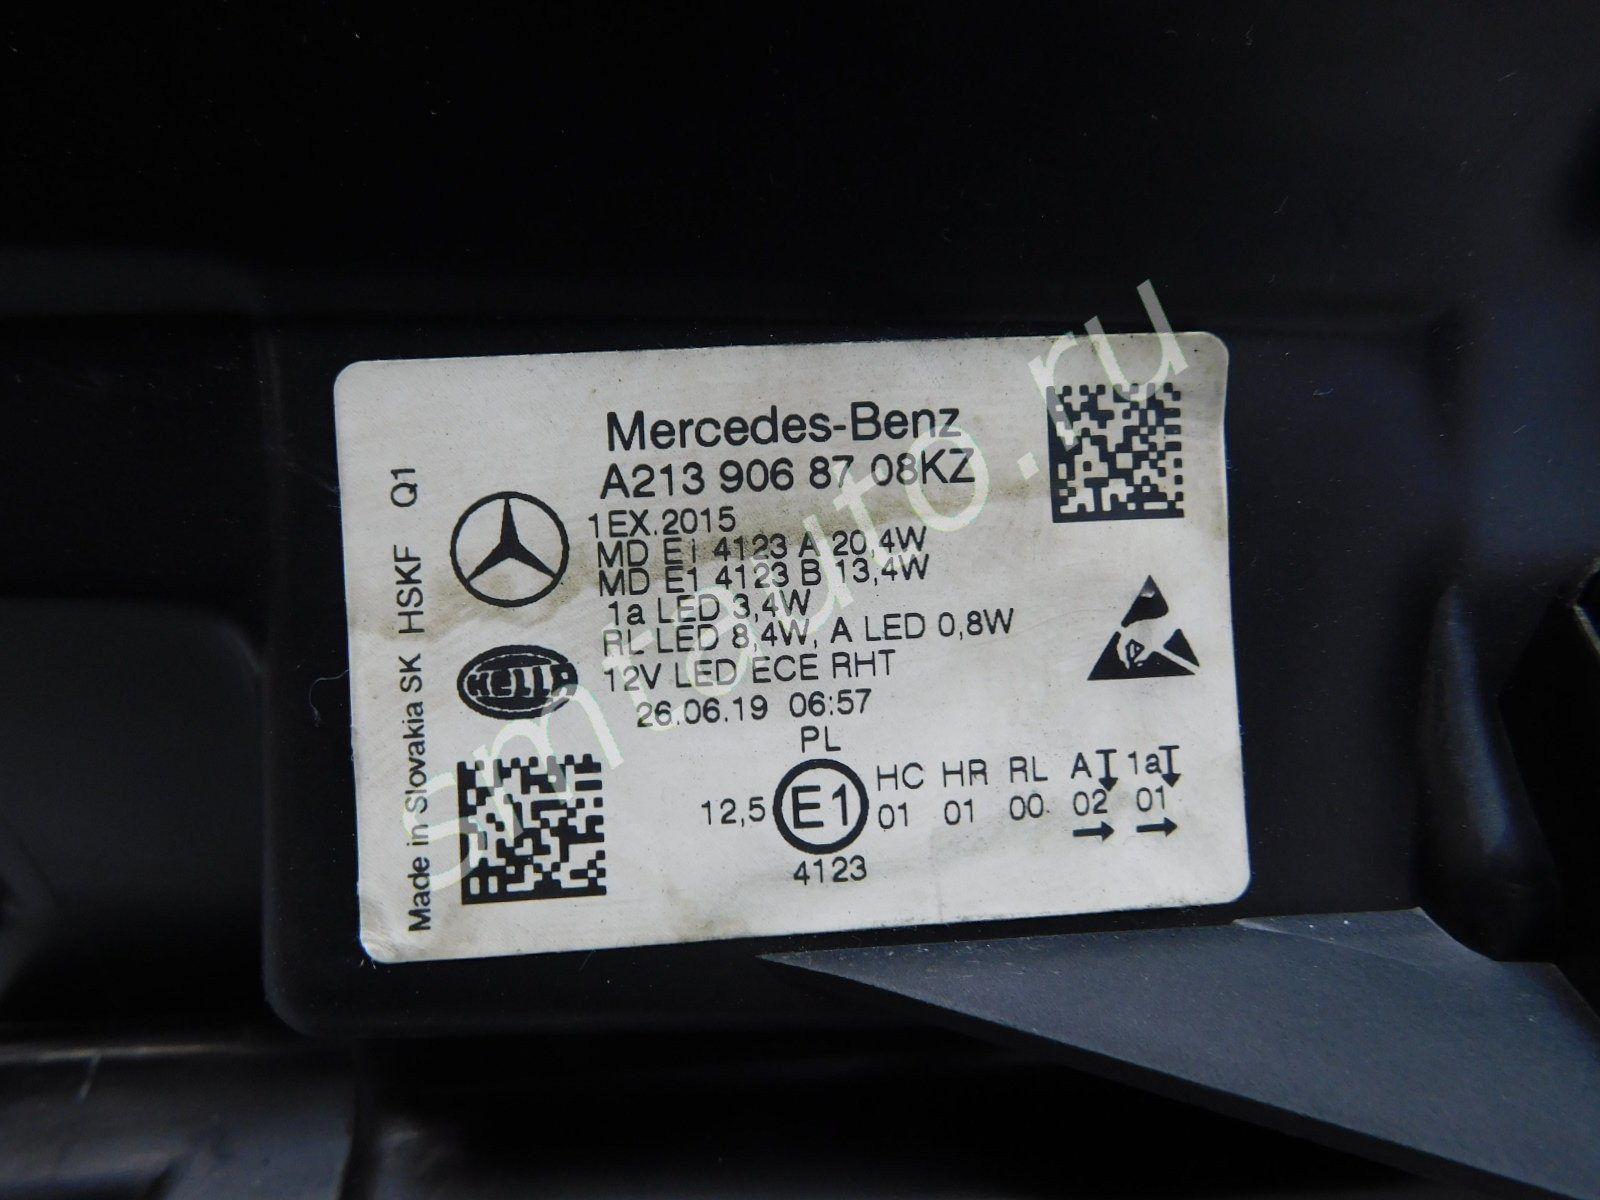 Mercedes-Benz
A213 906 87 08KZ
1EX.2015
MD E1 4123 A 20,4W
MD E1 4123 B 13,4W
1a LED 3,4W
RL LED 8,4W, A LED 0,8W
12V LED ECE RHT
26.06.19 06:57
PL
HC HR RL A 1a
12,5 E1 01 01 00 02 01
4123
HELLA
Made in Slovakia SK HSKF Q1
smtauto.ru